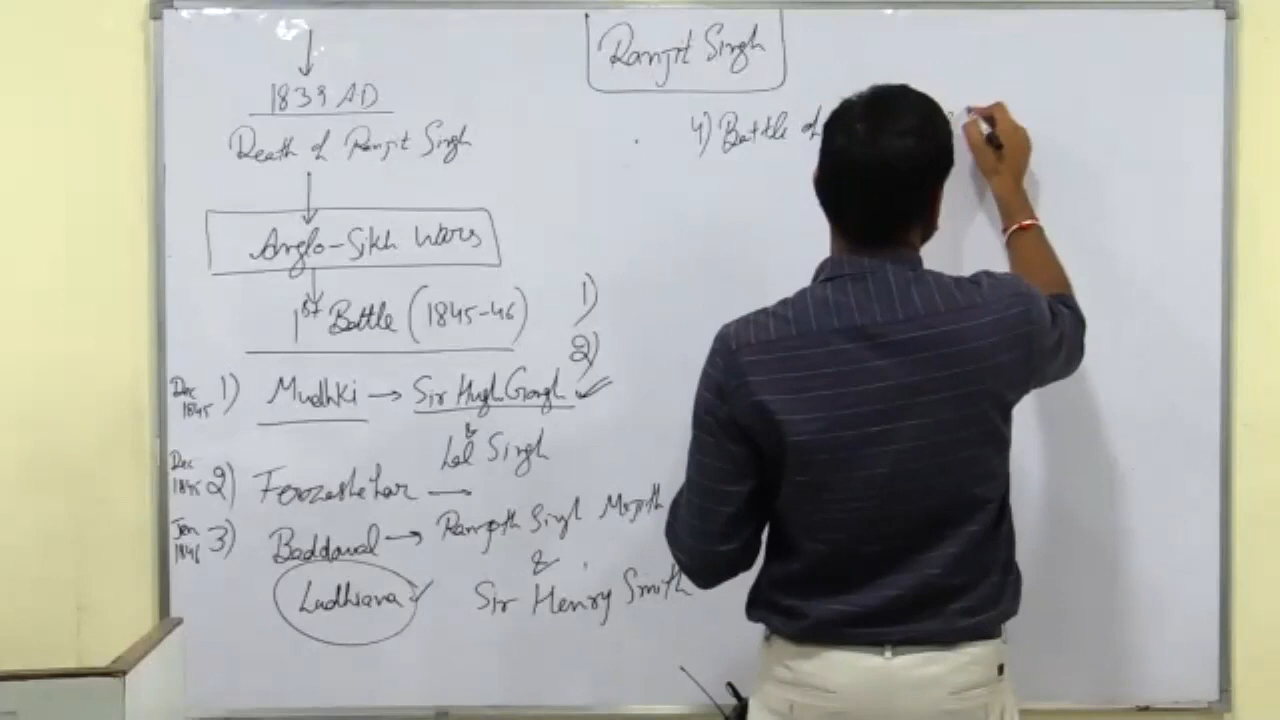 Ranjit Singh
1839 AD
Death of Ranjit Singh
Anglo-Sikh Wars
1st Battle (1845-46)
1)
2)
Dec 1845 1) Mudhki → Sir Hugh Gough ✓
& Lal Singh
Dec 1845 2) Ferozeshehar —
Jan 1846 3) Baddowal → Ranjoth Singh Majith
Ludhiana ✓
& Sir Henry Smith
4) Battle of